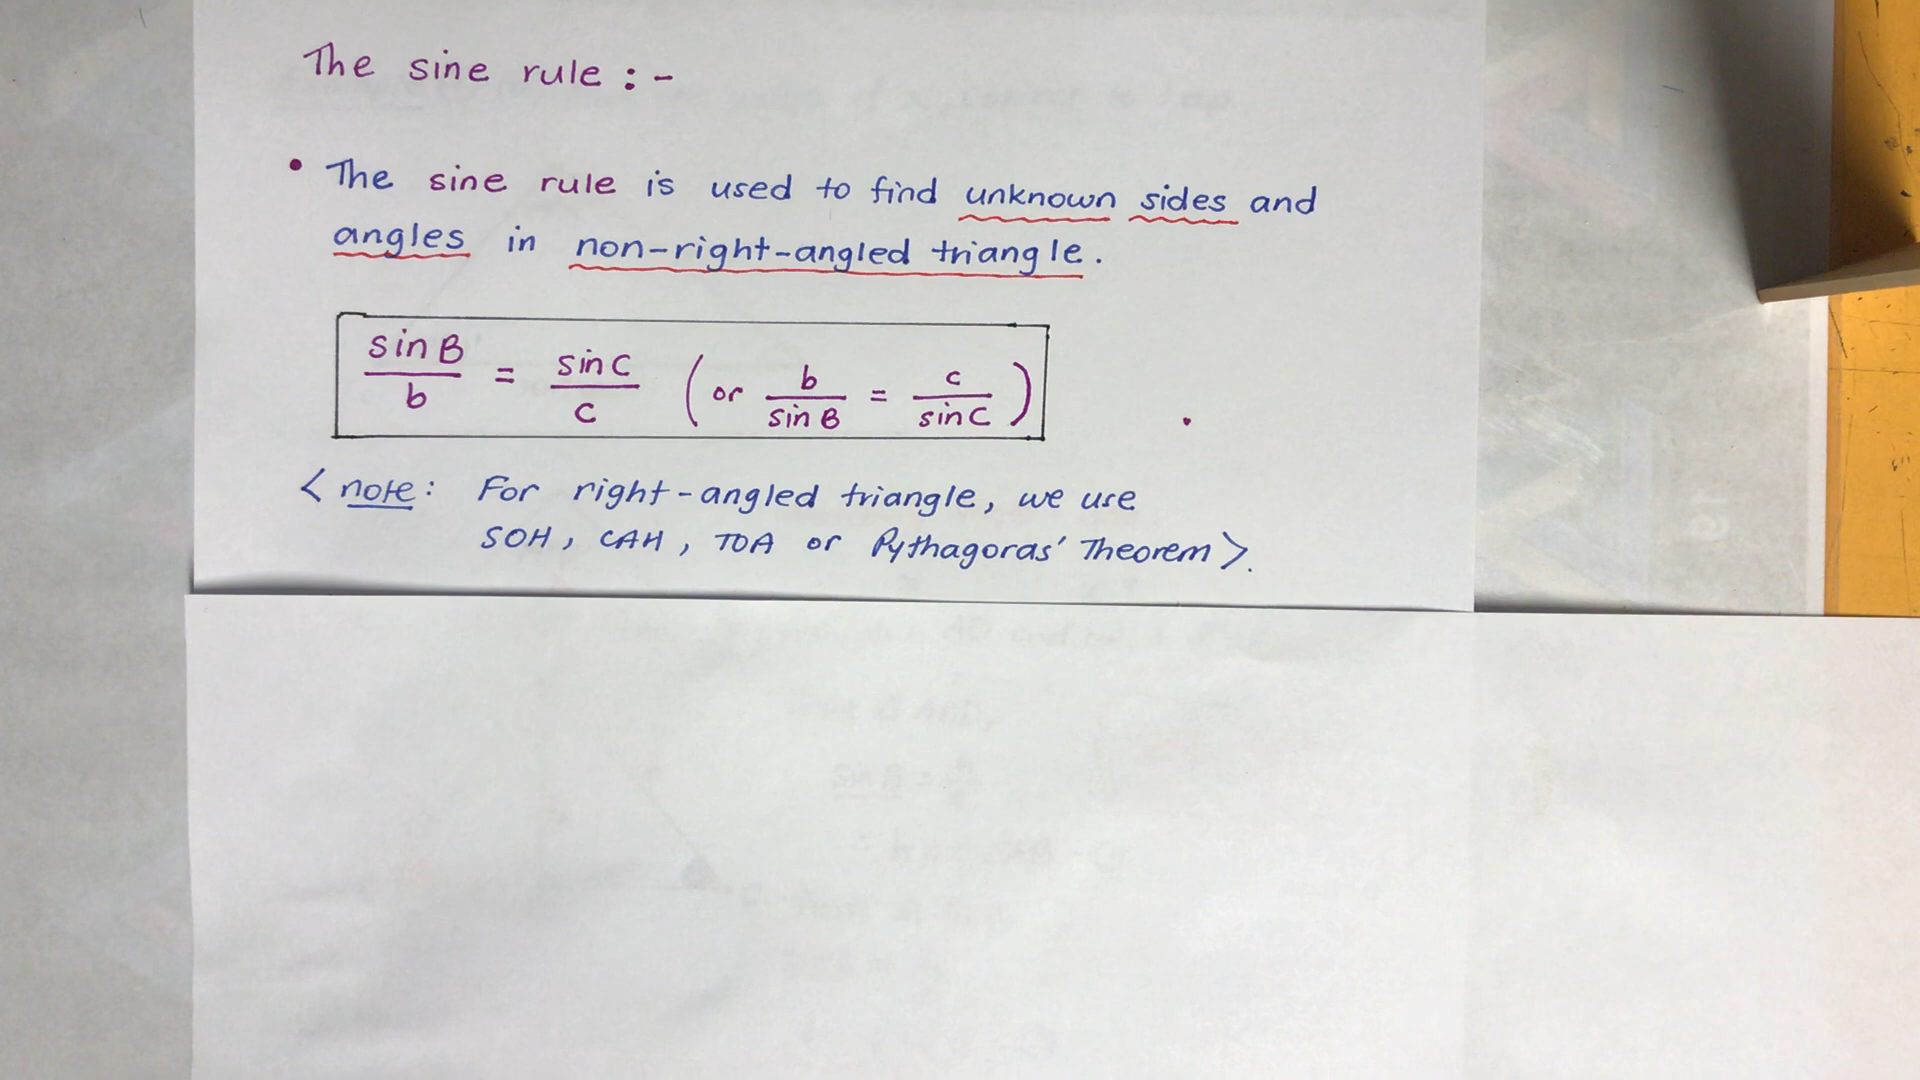 The sine rule :-
• The sine rule is used to find unknown sides and
angles in non-right-angled triangle.
sin B / b = sin C / c ( or b / sin B = c / sin C )
< note: For right-angled triangle, we use
SOH, CAH, TOA or Pythagoras' Theorem >.